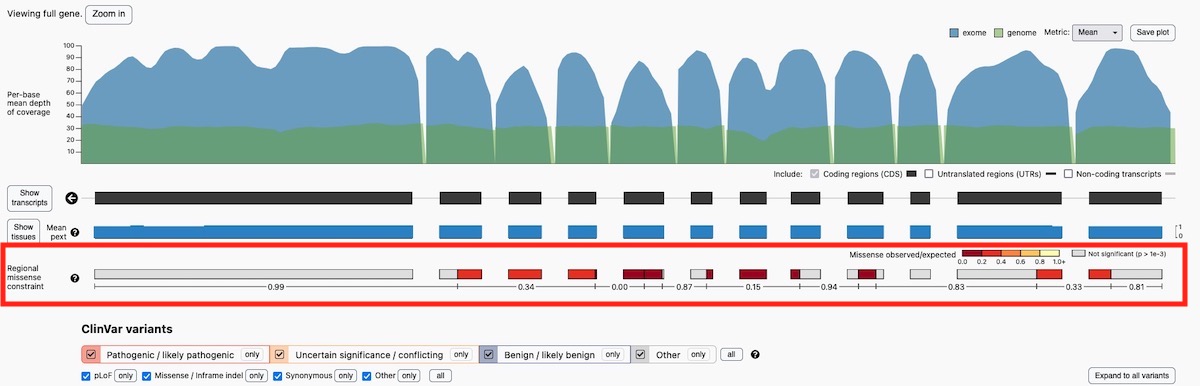 Viewing full gene. Zoom in
exome genome Metric: Mean Save plot
100
90
80
70
60
50
40
30
20
10
Per-base
mean depth
of coverage
Include: Coding regions (CDS) Untranslated regions (UTRs) Non-coding transcripts
Show
transcripts
Show
tissues
Mean
pext
?
1
0
Missense observed/expected
0.0 0.2 0.4 0.6 0.8 1.0+
Not significant (p > 1e-3)
Regional
missense
constraint
?
0.99 0.34 0.00 0.87 0.15 0.94 0.83 0.33 0.81
ClinVar variants
Pathogenic / likely pathogenic only Uncertain significance / conflicting only Benign / likely benign only Other only all ?
pLoF only Missense / Inframe indel only Synonymous only Other only all Expand to all variants